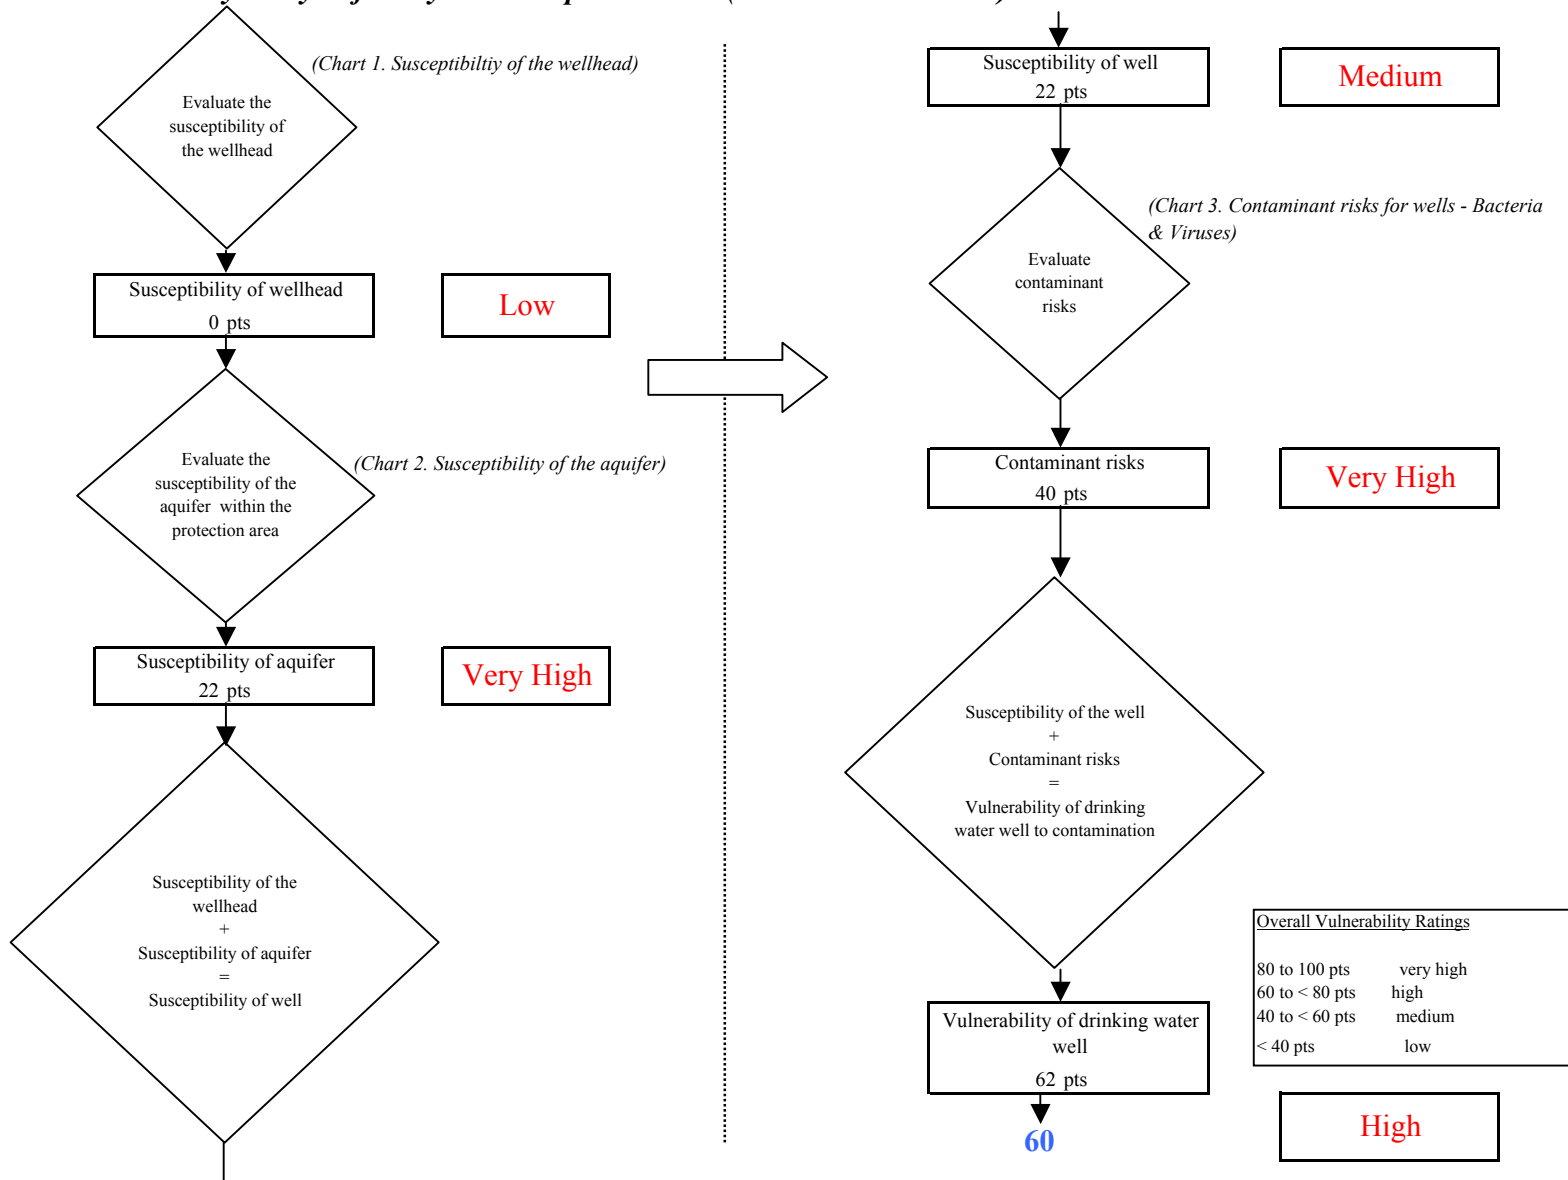 (Chart 1. Susceptibiltiy of the wellhead)
Evaluate the
susceptibility of
the wellhead
Susceptibility of wellhead
0 pts
Low
Evaluate the
susceptibility of the
aquifer within the
protection area
(Chart 2. Susceptibility of the aquifer)
Susceptibility of aquifer
22 pts
Very High
Susceptibility of the
wellhead
+
Susceptibility of aquifer
=
Susceptibility of well
Susceptibility of well
22 pts
Medium
(Chart 3. Contaminant risks for wells - Bacteria
& Viruses)
Evaluate
contaminant
risks
Contaminant risks
40 pts
Very High
Susceptibility of the well
+
Contaminant risks
=
Vulnerability of drinking
water well to contamination
Overall Vulnerability Ratings
80 to 100 pts very high
60 to < 80 pts high
40 to < 60 pts medium
< 40 pts low
Vulnerability of drinking water
well
62 pts
60
High